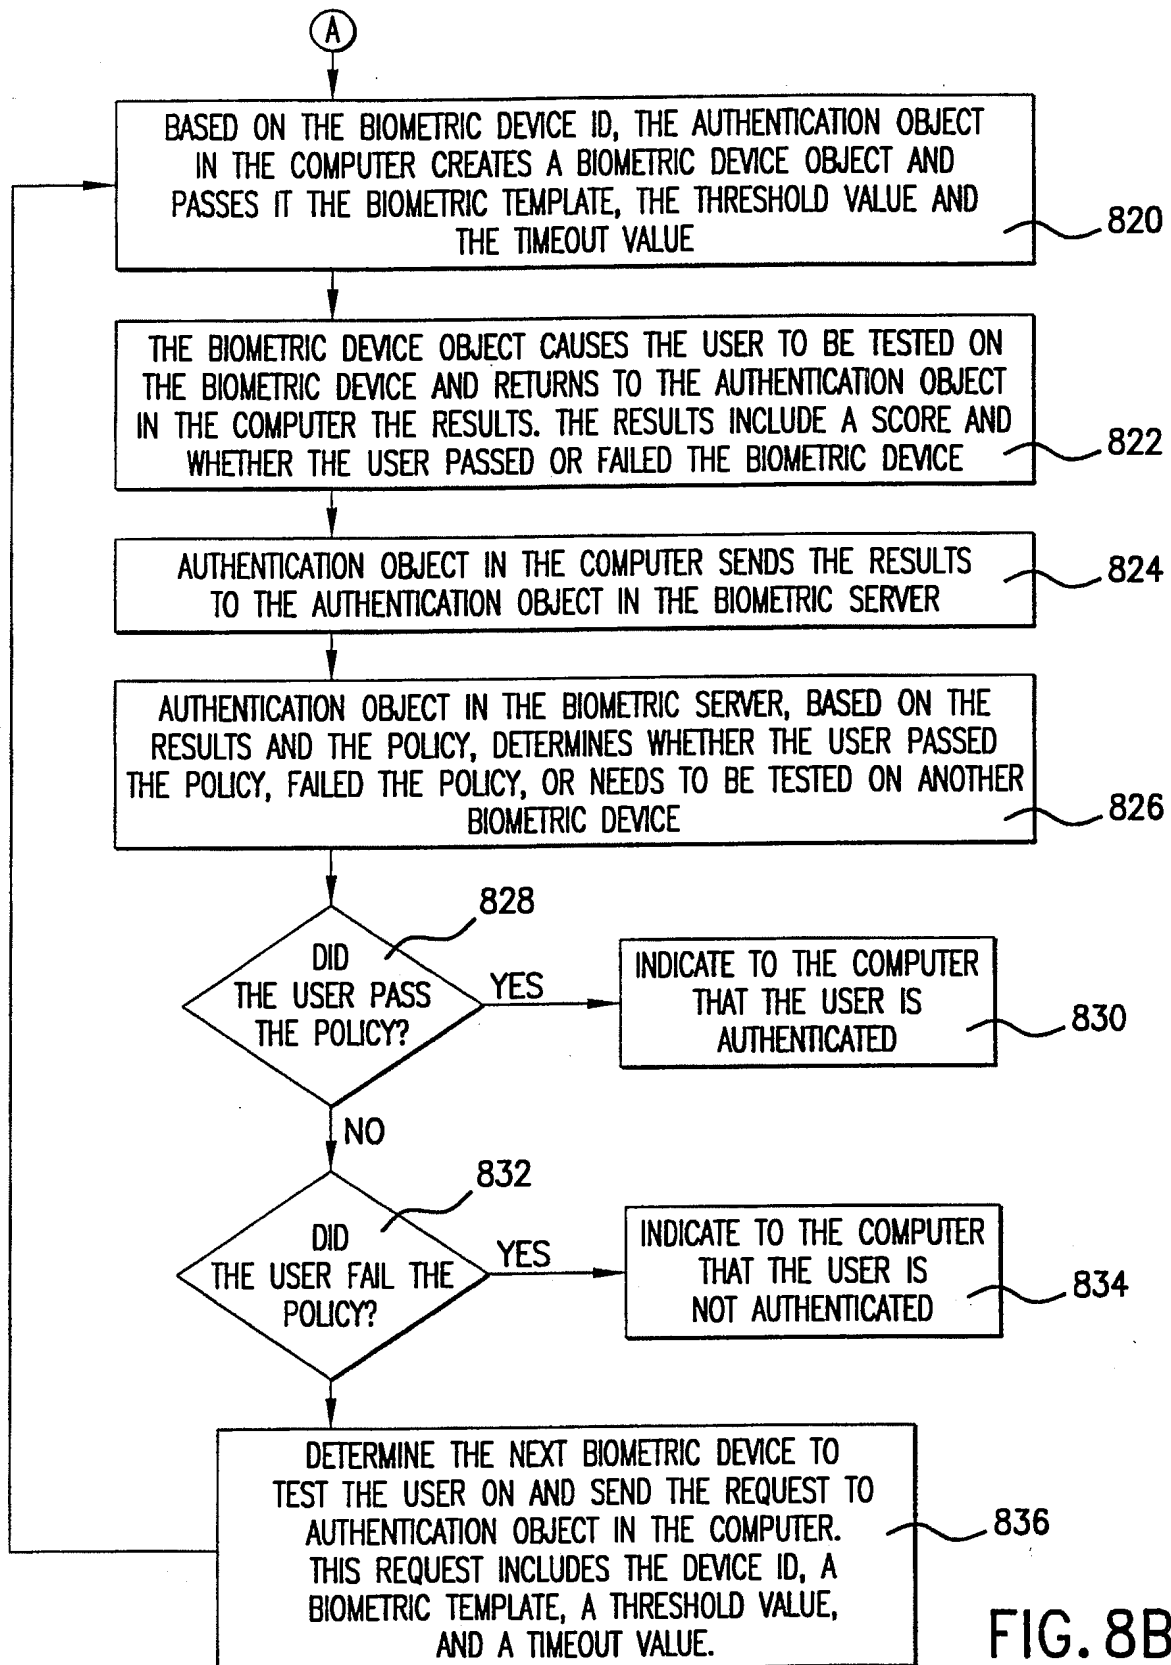 A
BASED ON THE BIOMETRIC DEVICE ID, THE AUTHENTICATION OBJECT
IN THE COMPUTER CREATES A BIOMETRIC DEVICE OBJECT AND
PASSES IT THE BIOMETRIC TEMPLATE, THE THRESHOLD VALUE AND
THE TIMEOUT VALUE
820
THE BIOMETRIC DEVICE OBJECT CAUSES THE USER TO BE TESTED ON
THE BIOMETRIC DEVICE AND RETURNS TO THE AUTHENTICATION OBJECT
IN THE COMPUTER THE RESULTS. THE RESULTS INCLUDE A SCORE AND
WHETHER THE USER PASSED OR FAILED THE BIOMETRIC DEVICE
822
AUTHENTICATION OBJECT IN THE COMPUTER SENDS THE RESULTS
TO THE AUTHENTICATION OBJECT IN THE BIOMETRIC SERVER
824
AUTHENTICATION OBJECT IN THE BIOMETRIC SERVER, BASED ON THE
RESULTS AND THE POLICY, DETERMINES WHETHER THE USER PASSED
THE POLICY, FAILED THE POLICY, OR NEEDS TO BE TESTED ON ANOTHER
BIOMETRIC DEVICE
826
828
DID
THE USER PASS
THE POLICY?
YES
INDICATE TO THE COMPUTER
THAT THE USER IS
AUTHENTICATED
830
NO
832
DID
THE USER FAIL THE
POLICY?
YES
INDICATE TO THE COMPUTER
THAT THE USER IS
NOT AUTHENTICATED
834
DETERMINE THE NEXT BIOMETRIC DEVICE TO
TEST THE USER ON AND SEND THE REQUEST TO
AUTHENTICATION OBJECT IN THE COMPUTER.
THIS REQUEST INCLUDES THE DEVICE ID, A
BIOMETRIC TEMPLATE, A THRESHOLD VALUE,
AND A TIMEOUT VALUE.
836
FIG. 8B